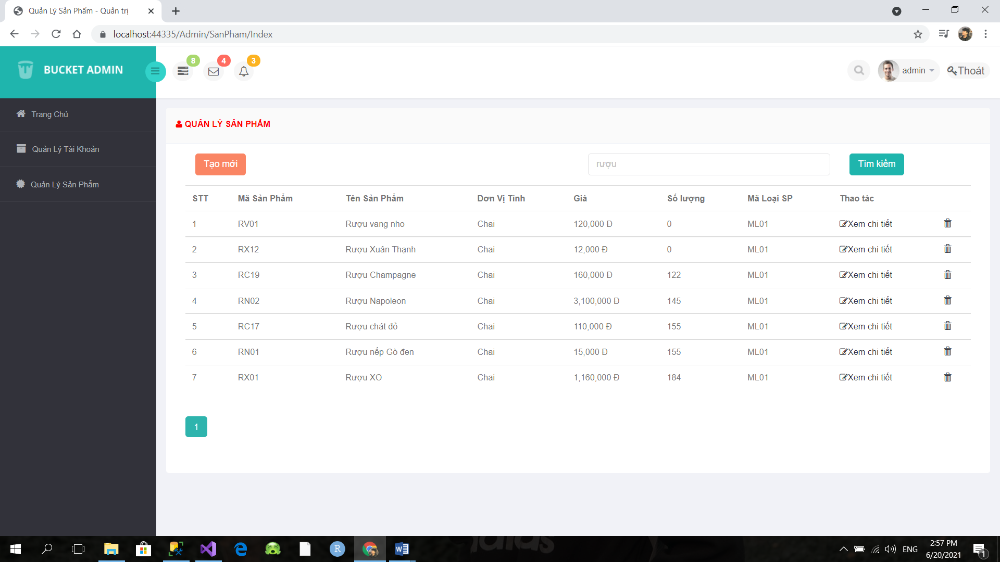 Quản Lý Sản Phẩm - Quản trị
localhost:44335/Admin/SanPham/Index
BUCKET ADMIN
8
4
3
admin
Thoát
Trang Chủ
Quản Lý Tài Khoản
Quản Lý Sản Phẩm
QUẢN LÝ SẢN PHẨM
Tạo mới
rượu
Tìm kiếm
STT Mã Sản Phẩm Tên Sản Phẩm Đơn Vị Tính Giá Số lượng Mã Loại SP Thao tác
1 RV01 Rượu vang nho Chai 120,000 Đ 0 ML01 Xem chi tiết
2 RX12 Rượu Xuân Thạnh Chai 12,000 Đ 0 ML01 Xem chi tiết
3 RC19 Rượu Champagne Chai 160,000 Đ 122 ML01 Xem chi tiết
4 RN02 Rượu Napoleon Chai 3,100,000 Đ 145 ML01 Xem chi tiết
5 RC17 Rượu chát đỏ Chai 110,000 Đ 155 ML01 Xem chi tiết
6 RN01 Rượu nếp Gò đen Chai 15,000 Đ 155 ML01 Xem chi tiết
7 RX01 Rượu XO Chai 1,160,000 Đ 184 ML01 Xem chi tiết
1
R
ENG
2:57 PM
6/20/2021
1